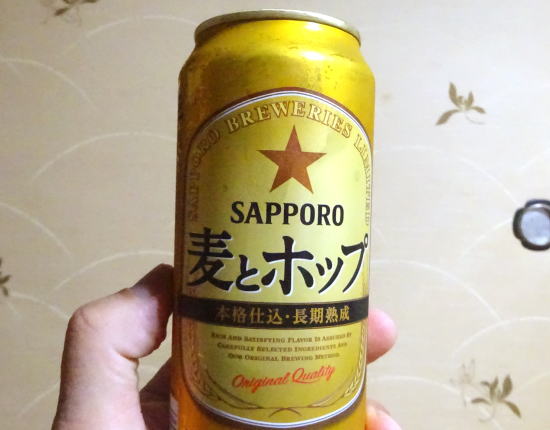 SAPPORO BREWERIES LIMITED
SAPPORO
麦とホップ
本格仕込・長期熟成
RICH AND SATISFYING FLAVOR IS ASSURED BY
CAREFULLY SELECTED INGREDIENTS AND
OUR ORIGINAL BREWING METHOD.
Original Quality